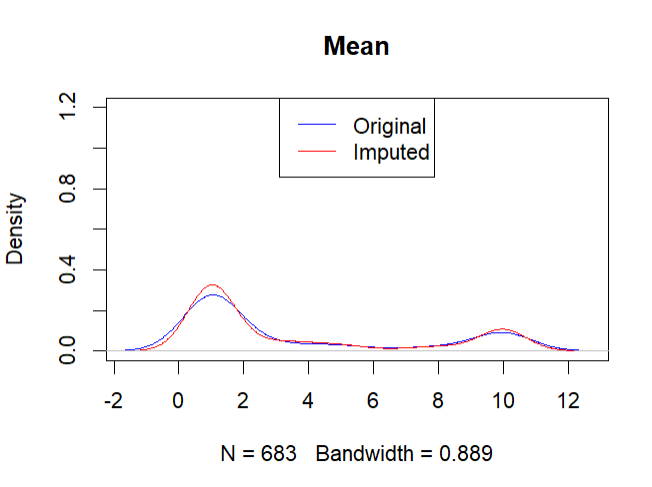 Mean
Density
1.2
0.8
0.4
0.0
Original
Imputed
-2 0 2 4 6 8 10 12
N = 683 Bandwidth = 0.889